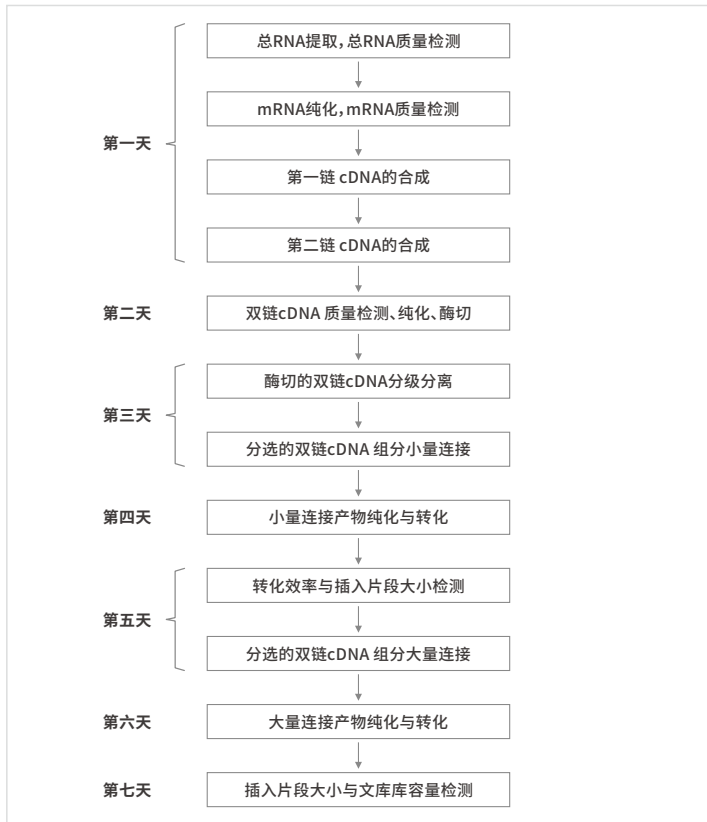 总RNA提取，总RNA质量检测
mRNA纯化，mRNA质量检测
第一天
第一链 cDNA的合成
第二链 cDNA的合成
第二天
双链cDNA 质量检测、纯化、酶切
酶切的双链cDNA分级分离
第三天
分选的双链cDNA 组分小量连接
第四天
小量连接产物纯化与转化
转化效率与插入片段大小检测
第五天
分选的双链cDNA 组分大量连接
第六天
大量连接产物纯化与转化
第七天
插入片段大小与文库库容量检测